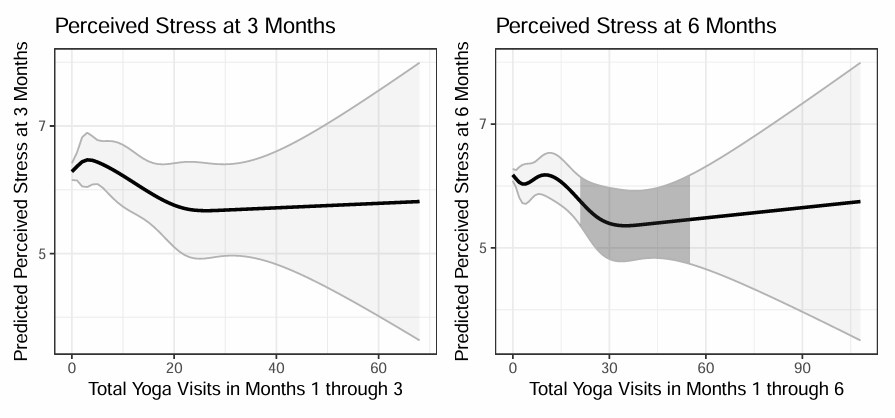 Perceived Stress at 3 Months
Predicted Perceived Stress at 3 Months
7
5
0 20 40 60
Total Yoga Visits in Months 1 through 3
Perceived Stress at 6 Months
Predicted Perceived Stress at 6 Months
7
5
0 30 60 90
Total Yoga Visits in Months 1 through 6